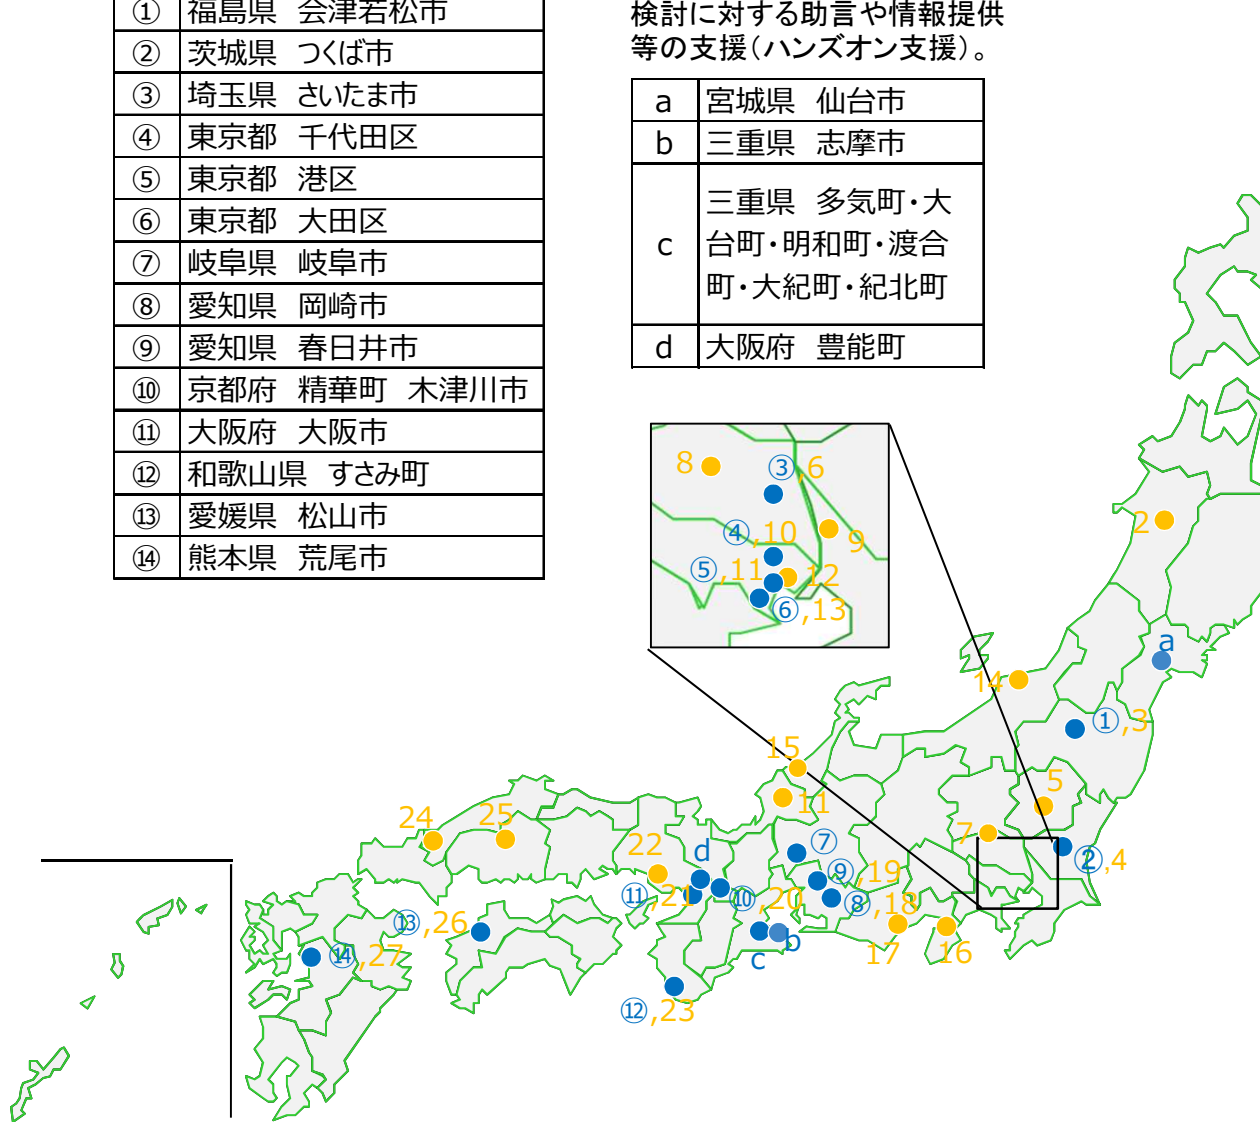 ① 福島県 会津若松市
② 茨城県 つくば市
③ 埼玉県 さいたま市
④ 東京都 千代田区
⑤ 東京都 港区
⑥ 東京都 大田区
⑦ 岐阜県 岐阜市
⑧ 愛知県 岡崎市
⑨ 愛知県 春日井市
⑩ 京都府 精華町 木津川市
⑪ 大阪府 大阪市
⑫ 和歌山県 すさみ町
⑬ 愛媛県 松山市
⑭ 熊本県 荒尾市
検討に対する助言や情報提供
等の支援(ハンズオン支援)。
a 宮城県 仙台市
b 三重県 志摩市
c 三重県 多気町・大
台町・明和町・渡合
町・大紀町・紀北町
d 大阪府 豊能町
8
③,6
④,10
9
⑤,11
12
⑥,13
2
a
14
①,3
15
5
11
24
25
7
22
d
⑦
②,4
⑨,19
⑪,21
⑩,20
⑧,18
⑬,26
b
17
16
⑭,27
c
⑫,23